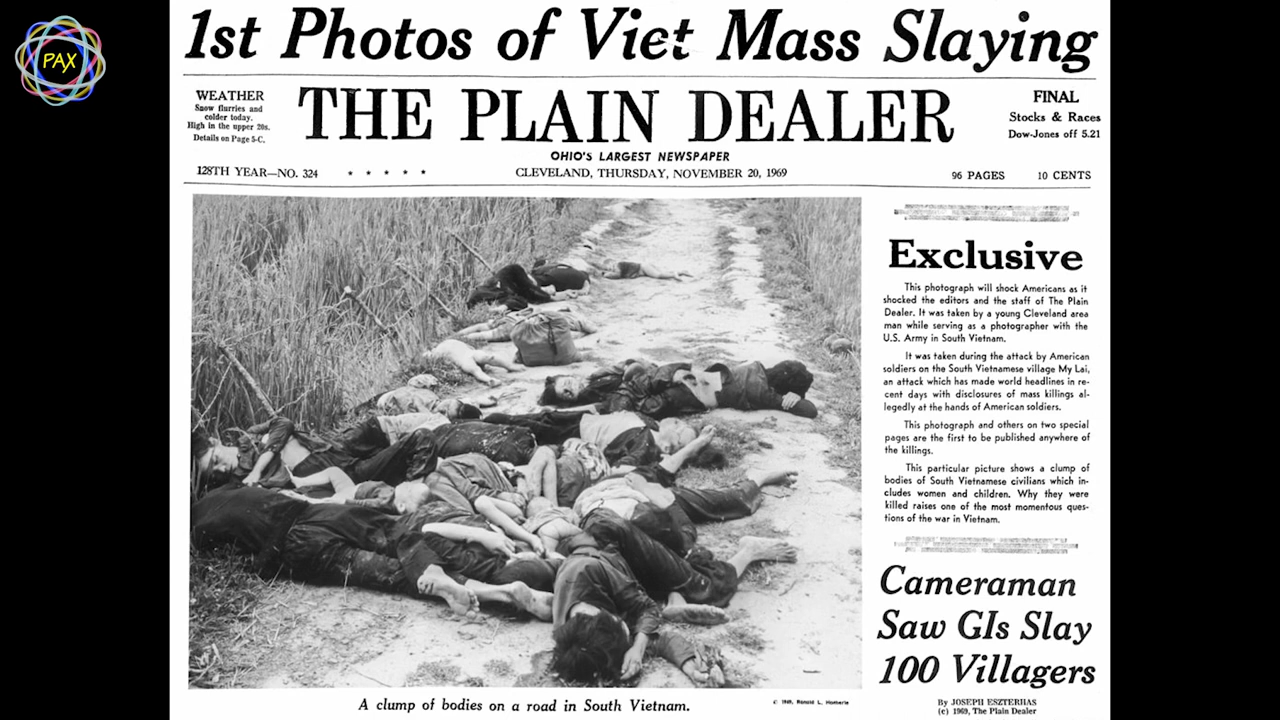 PAX
1st Photos of Viet Mass Slaying
WEATHER
Snow flurries and
colder today.
High in the upper 20s.
Details on Page 5-C.
THE PLAIN DEALER
OHIO'S LARGEST NEWSPAPER
FINAL
Stocks & Races
Dow-Jones off 5.21
128TH YEAR—NO. 324
★ ★ ★ ★ ★
CLEVELAND, THURSDAY, NOVEMBER 20, 1969
96 PAGES
10 CENTS
Exclusive
This photograph will shock Americans as it
shocked the editors and the staff of The Plain
Dealer. It was taken by a young Cleveland area
man while serving as a photographer with the
U.S. Army in South Vietnam.
It was taken during the attack by American
soldiers on the South Vietnamese village My Lai,
an attack which has made world headlines in re-
cent days with disclosures of mass killings al-
legedly at the hands of American soldiers.
This photograph and others on two special
pages are the first to be published anywhere of
the killings.
This particular picture shows a clump of
bodies of South Vietnamese civilians which in-
cludes women and children. Why they were
killed raises one of the most momentous ques-
tions of the war in Vietnam.
Cameraman
Saw GIs Slay
100 Villagers
By JOSEPH ESZTERHAS
(c) 1969, The Plain Dealer
A clump of bodies on a road in South Vietnam.
© 1969, Ronald L. Haeberle